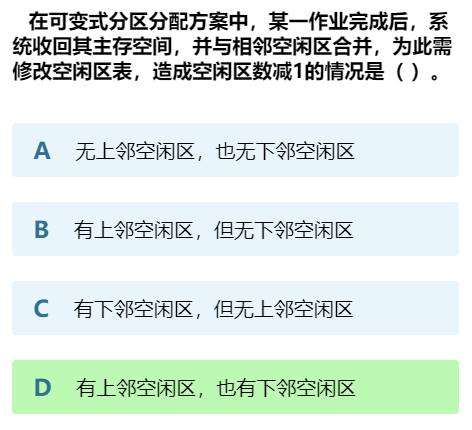 在可变式分区分配方案中，某一作业完成后，系
统收回其主存空间，并与相邻空闲区合并，为此需
修改空闲区表，造成空闲区数减1的情况是（ ）。
A 无上邻空闲区，也无下邻空闲区
B 有上邻空闲区，但无下邻空闲区
C 有下邻空闲区，但无上邻空闲区
D 有上邻空闲区，也有下邻空闲区